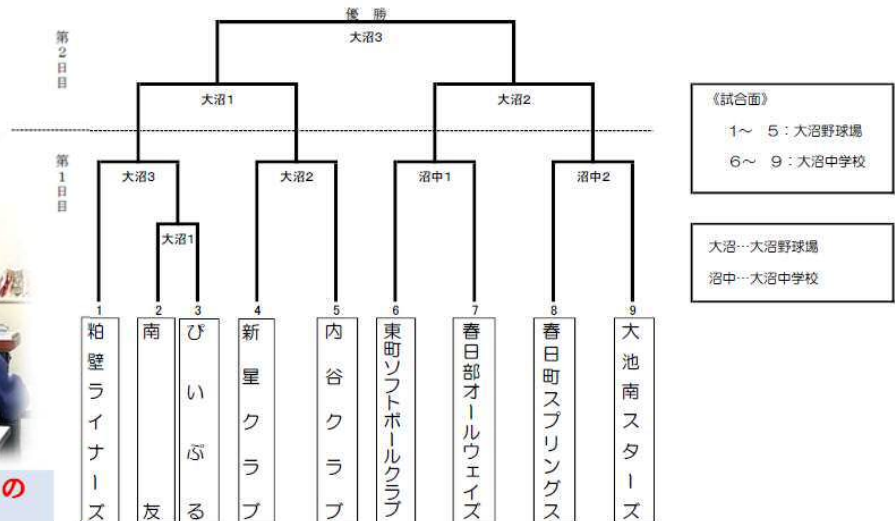 優 勝
第2日目
大沼3
大沼1
大沼2
第1日目
大沼3
大沼2
沼中1
沼中2
大沼1
1
2
3
4
5
6
7
8
9
粕壁ライナーズ
南友
ぴいぷる
新星クラブ
内谷クラブ
東町ソフトボールクラブ
春日部オールウェイズ
春日町スプリングス
大池南スターズ
《試合面》
1~ 5:大沼野球場
6~ 9:大沼中学校
大沼…大沼野球場
沼中…大沼中学校
の